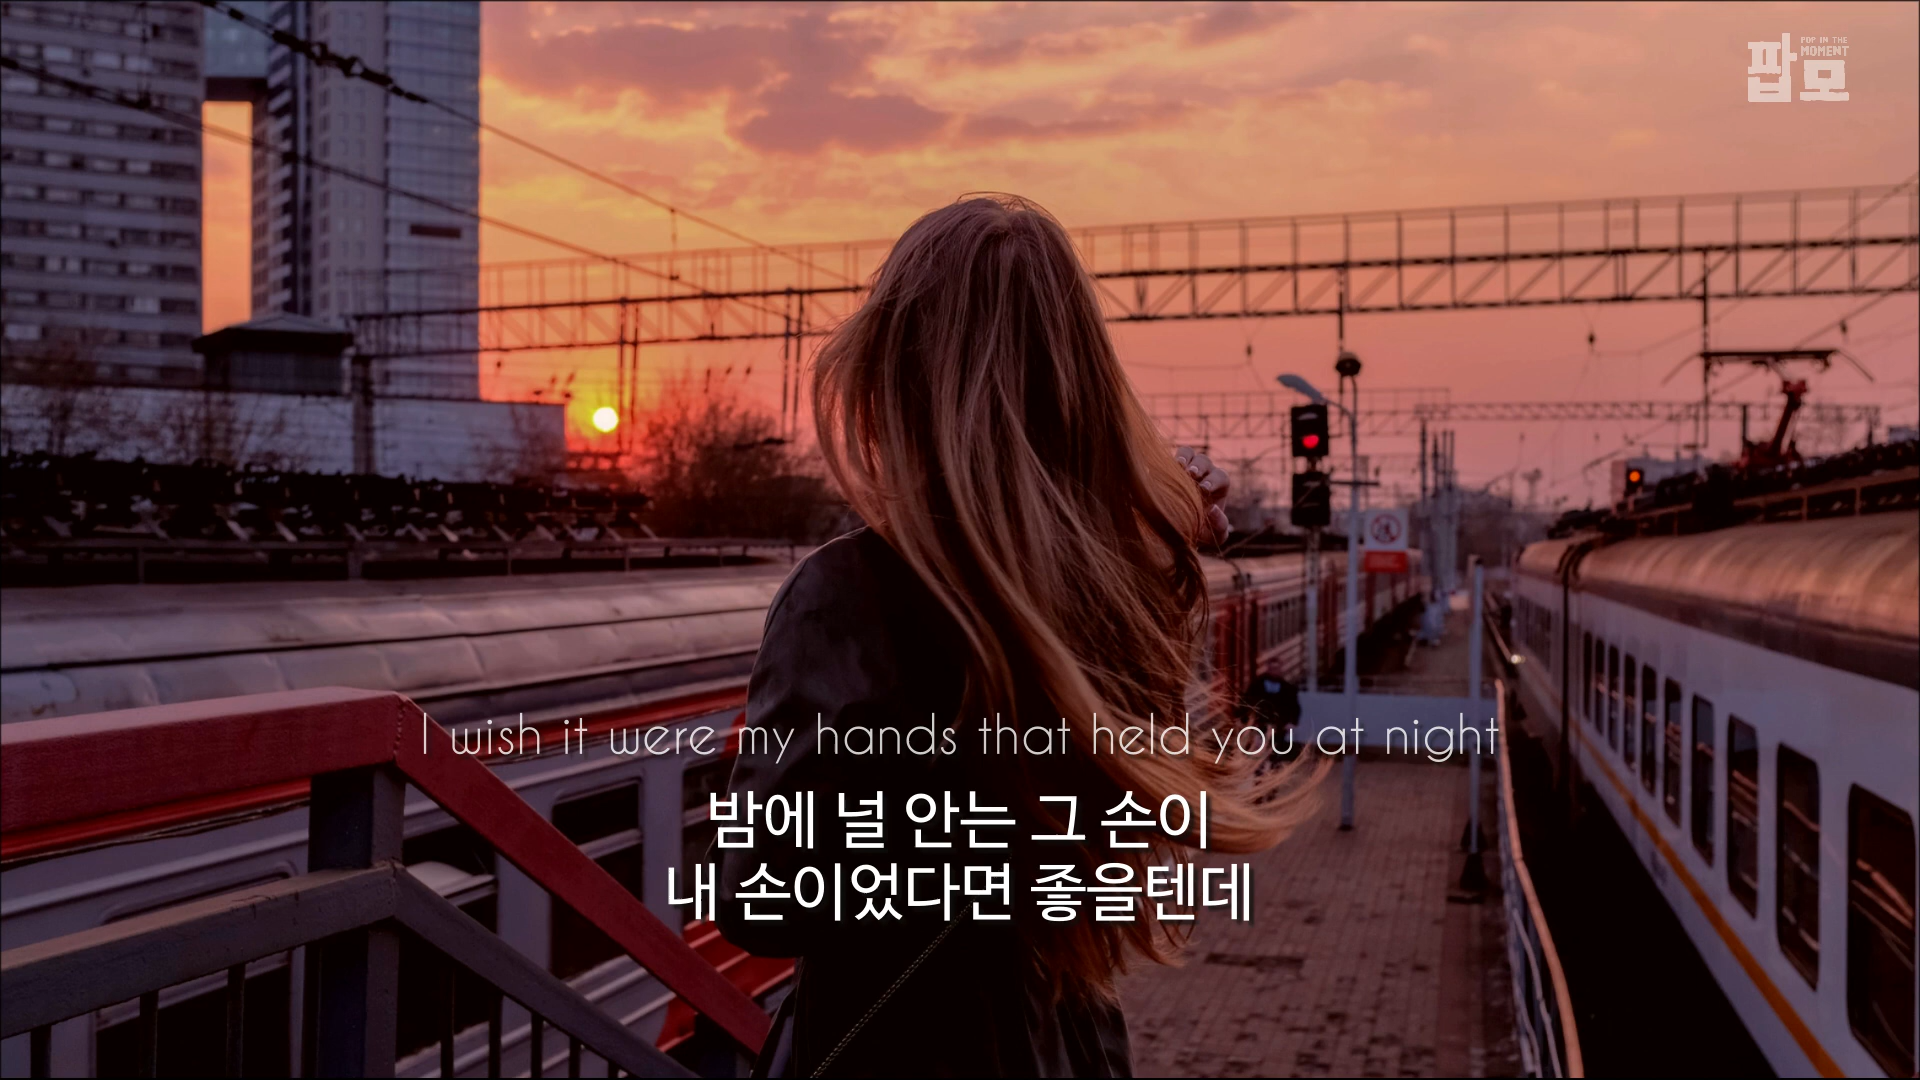 팝모
POP IN THE
MOMENT
I wish it were my hands that held you at night
밤에 널 안는 그 손이
내 손이었다면 좋을텐데